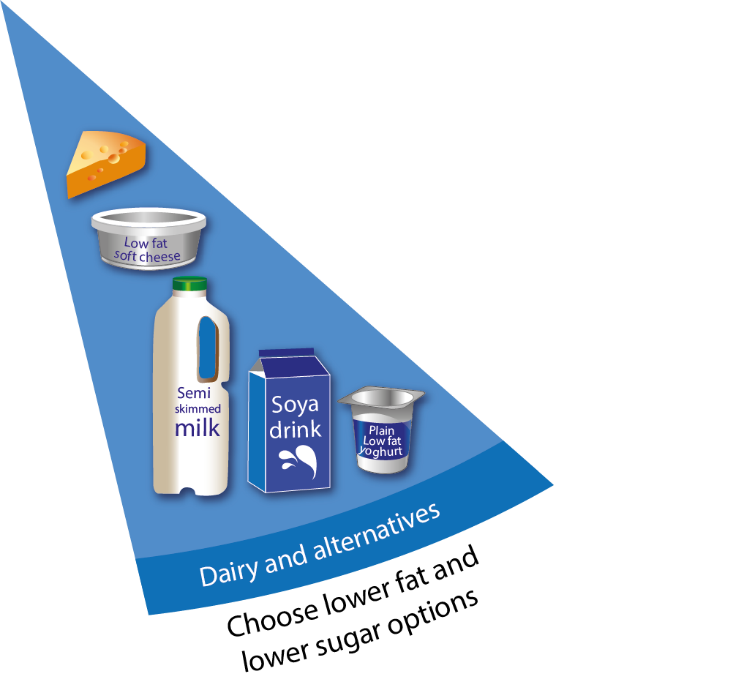 Low fat
soft cheese
Semi
skimmed
milk
Soya
drink
Plain
Low fat
yoghurt
Dairy and alternatives
Choose lower fat and
lower sugar options